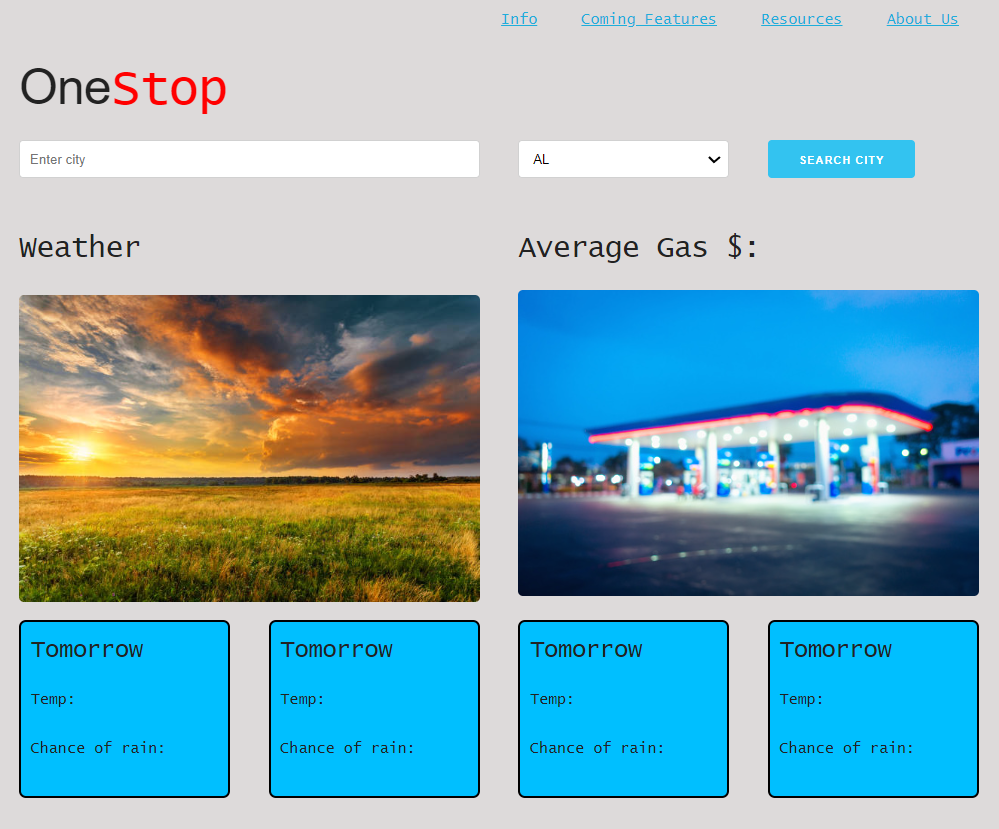 Info Coming Features Resources About Us
OneStop
Enter city AL SEARCH CITY
Weather Average Gas $:
Tomorrow Tomorrow Tomorrow Tomorrow
Temp: Temp: Temp: Temp:
Chance of rain: Chance of rain: Chance of rain: Chance of rain: